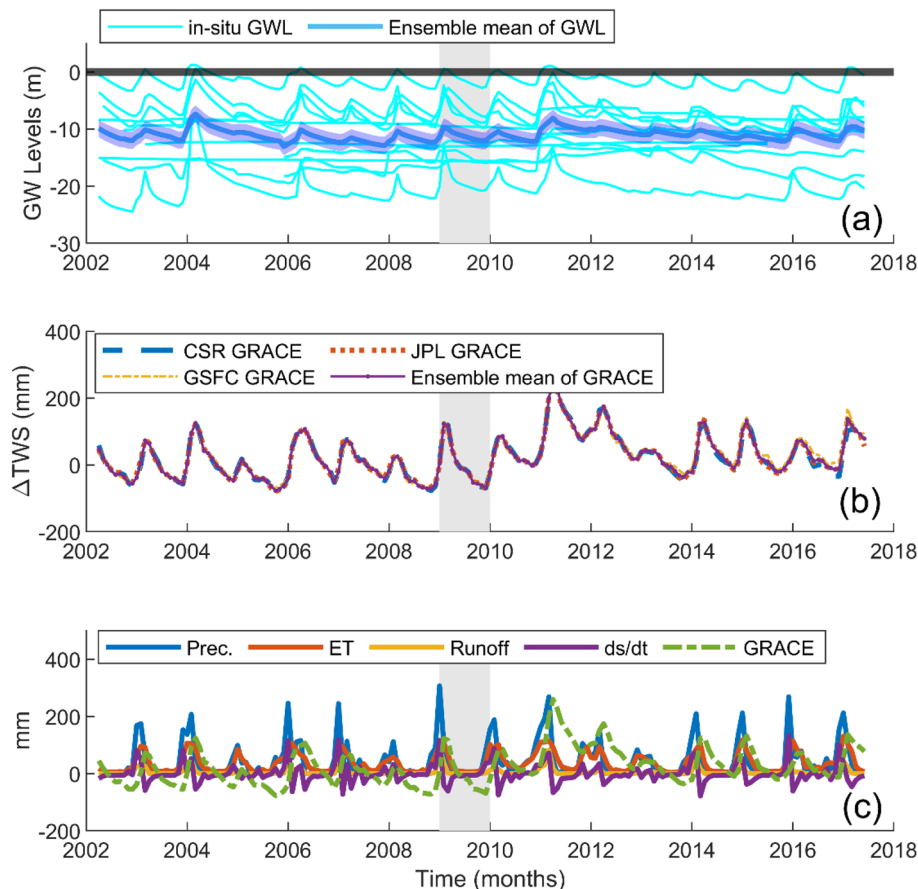 in-situ GWL Ensemble mean of GWL
GW Levels (m)
0
-10
-20
-30
2002 2004 2006 2008 2010 2012 2014 2016 2018
(a)
ΔTWS (mm)
400
200
0
-200
CSR GRACE JPL GRACE
GSFC GRACE Ensemble mean of GRACE
2002 2004 2006 2008 2010 2012 2014 2016 2018
(b)
mm
400
200
0
-200
Prec. ET Runoff ds/dt GRACE
2002 2004 2006 2008 2010 2012 2014 2016 2018
(c)
Time (months)